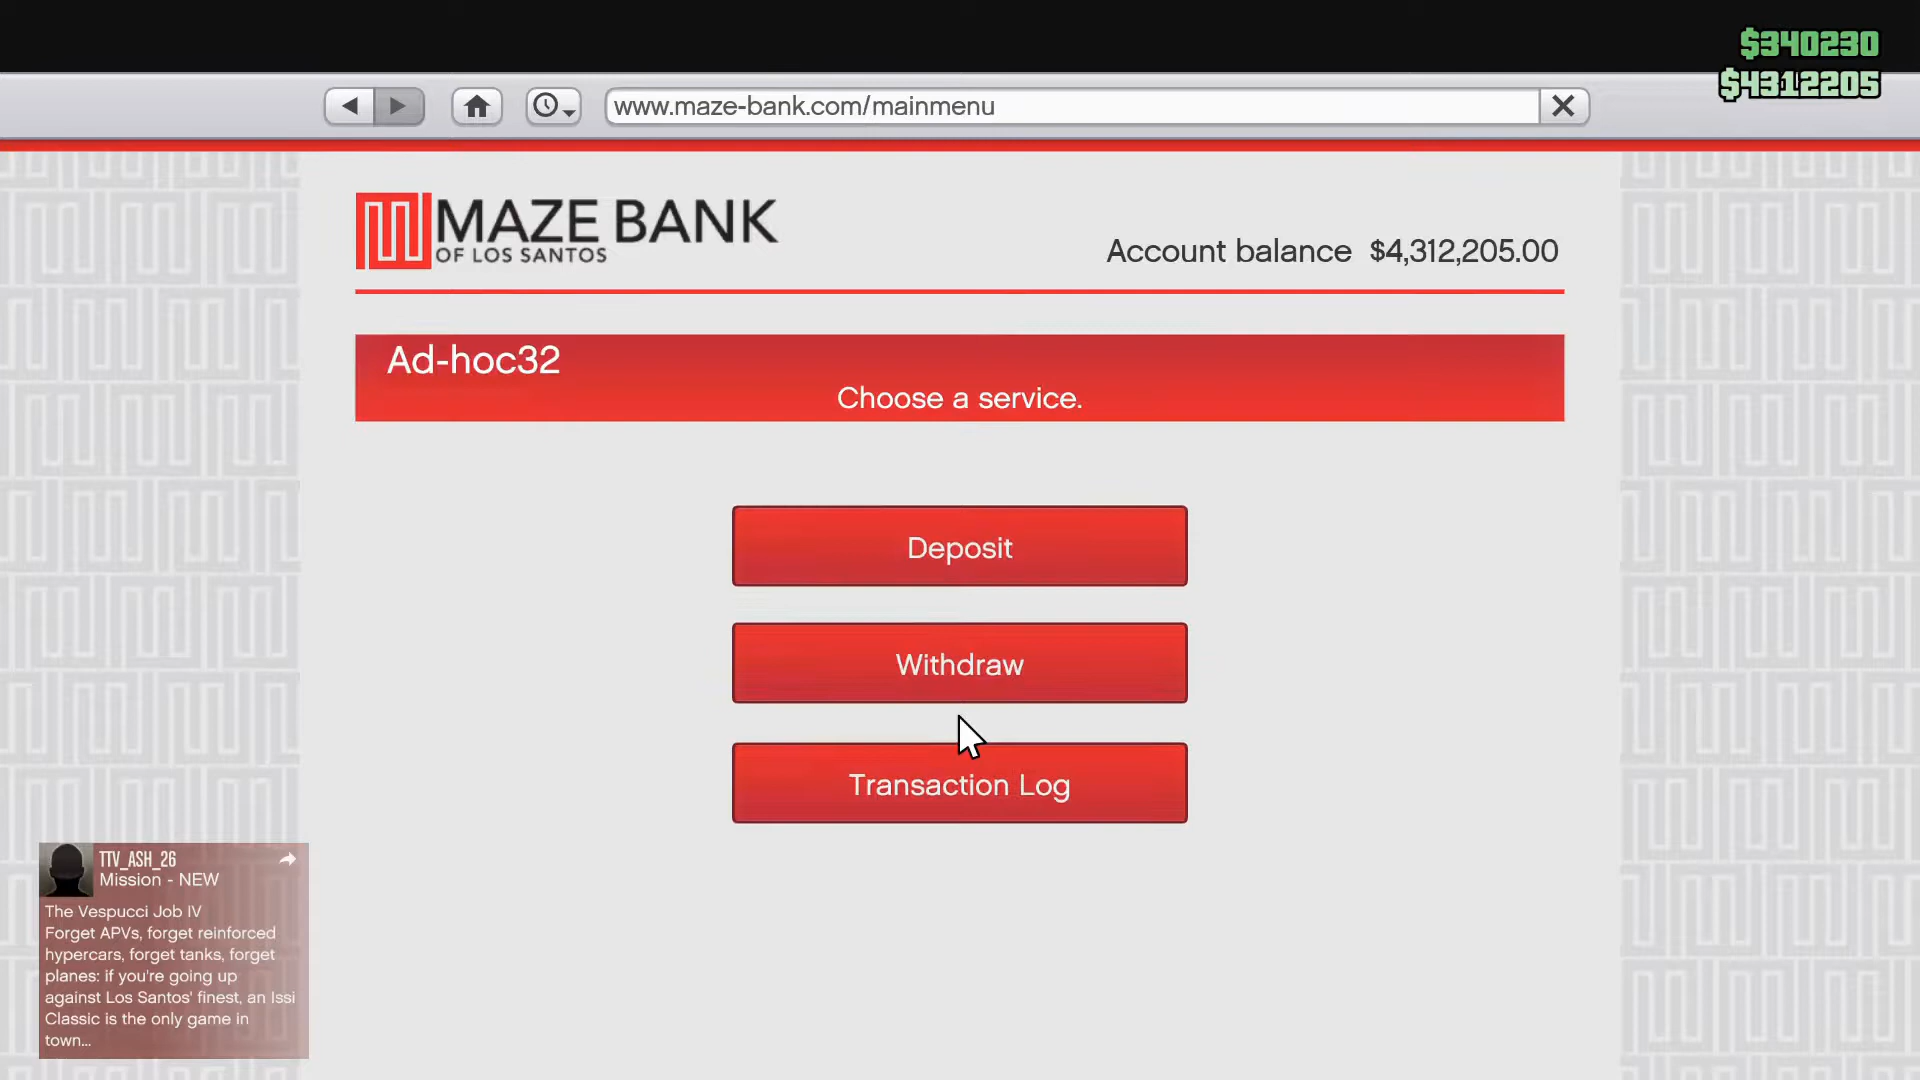 $340230
$4312205
www.maze-bank.com/mainmenu
MAZE BANK
OF LOS SANTOS
Account balance $4,312,205.00
Ad-hoc32
Choose a service.
Deposit
Withdraw
Transaction Log
TTV_ASH_26
Mission - NEW
The Vespucci Job IV
Forget APVs, forget reinforced
hypercars, forget tanks, forget
planes: if you're going up
against Los Santos' finest, an Issi
Classic is the only game in
town...